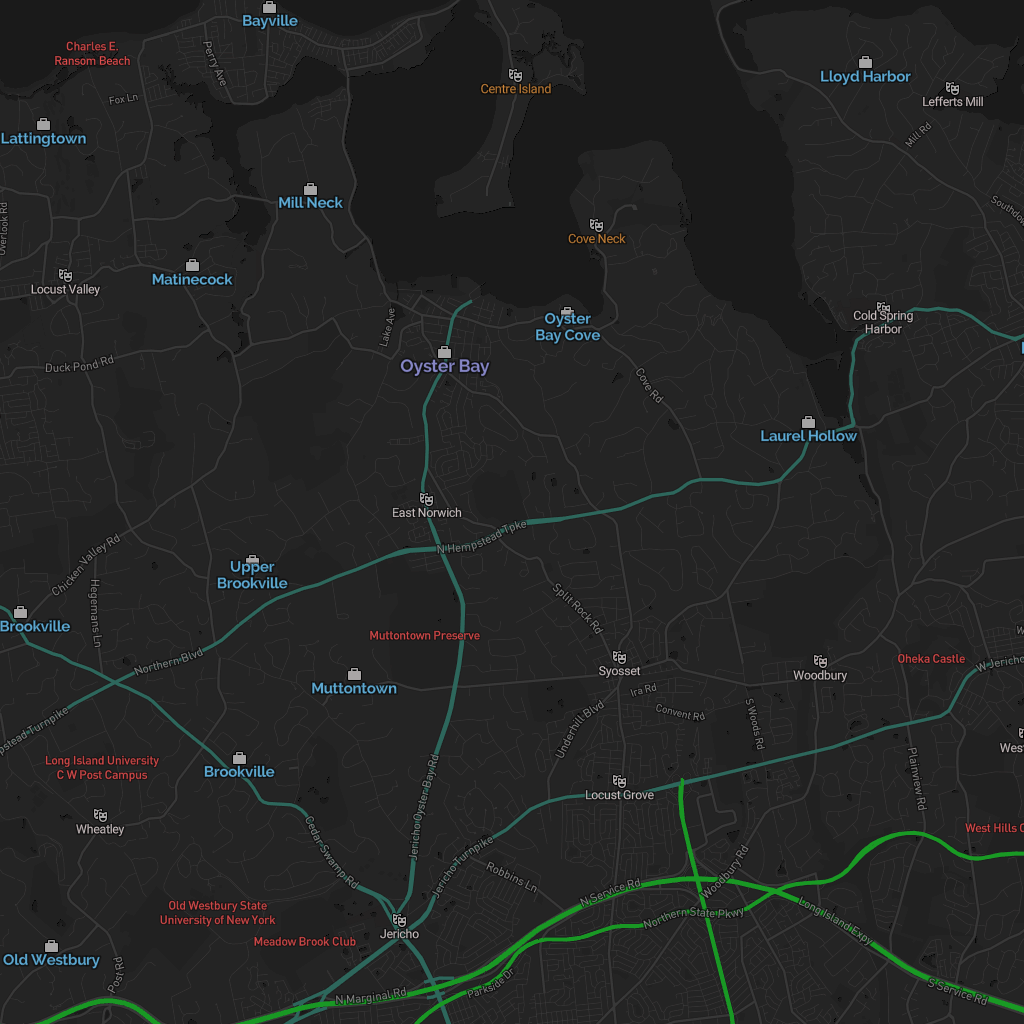 Bayville
Charles E.
Ransom Beach
Perry Ave
Centre Island
Lloyd Harbor
Lefferts Mill
Fox Ln
Lattingtown
Mill Rd
Mill Neck
Overlook Rd
Cove Neck
Matinecock
Locust Valley
Lake Ave
Oyster
Bay Cove
Cold Spring
Harbor
Duck Pond Rd
Oyster Bay
Cove Rd
Laurel Hollow
East Norwich
N Hempstead Tpke
Chicken Valley Rd
Upper
Brookville
Hegemans Ln
Split Rock Rd
Brookville
Muttontown Preserve
Northern Blvd
Syosset
Woodbury
Oheka Castle
W Jericho
Muttontown
Ira Rd
Convent Rd
S Woods Rd
Underhill Blvd
Long Island University
C W Post Campus
Brookville
Jericho Oyster Bay Rd
Locust Grove
Plainview Rd
Wheatley
Cedar Swamp Rd
Jericho Turnpike
West Hills
Robbins Ln
Woodbury Rd
N Service Rd
Old Westbury State
University of New York
Northern State Pkwy
Long Island Expy
Jericho
Meadow Brook Club
Old Westbury
Post Rd
N Marginal Rd
Parkside Dr
S Service Rd